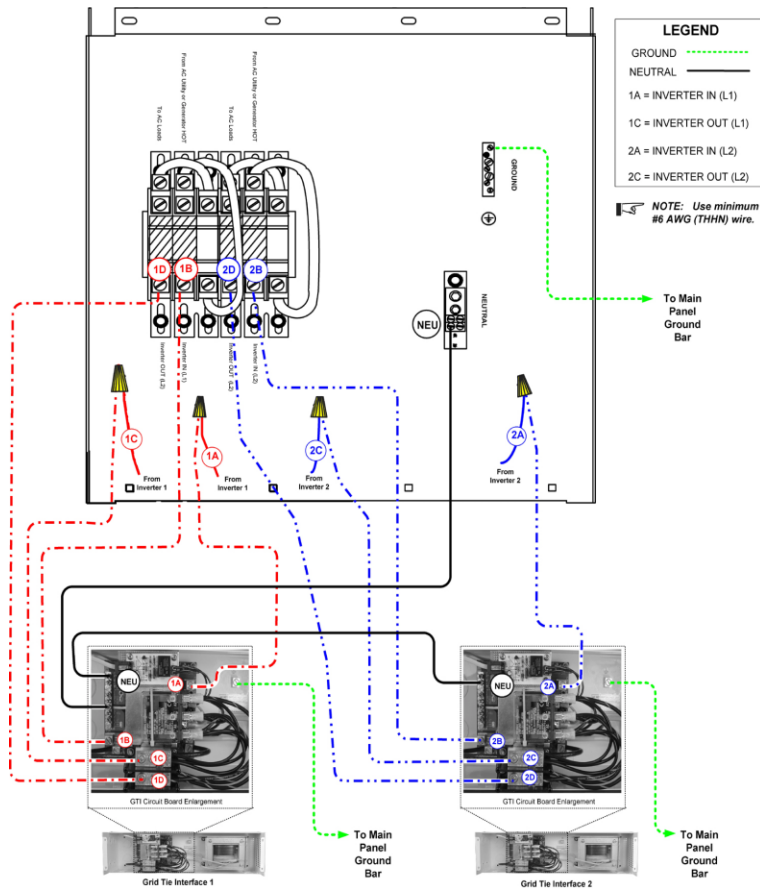 LEGEND
GROUND
NEUTRAL
1A = INVERTER IN (L1)
1C = INVERTER OUT (L1)
2A = INVERTER IN (L2)
2C = INVERTER OUT (L2)
NOTE: Use minimum
#6 AWG (THHN) wire.
To AC Loads
From AC Utility or Generator HOT
To AC Loads
From AC Utility or Generator HOT
GROUND
1D
1B
2D
2B
NEU
NEUTRAL
To Main
Panel
Ground
Bar
Inverter OUT (L2)
Inverter IN (L1)
Inverter OUT (L2)
Inverter IN (L2)
1C
1A
2C
2A
From
Inverter 1
From
Inverter 1
From
Inverter 2
From
Inverter 2
NEU
1A
1B
1C
1D
GTI Circuit Board Enlargement
To Main
Panel
Ground
Bar
Grid Tie Interface 1
NEU
2A
2B
2C
2D
GTI Circuit Board Enlargement
To Main
Panel
Ground
Bar
Grid Tie Interface 2